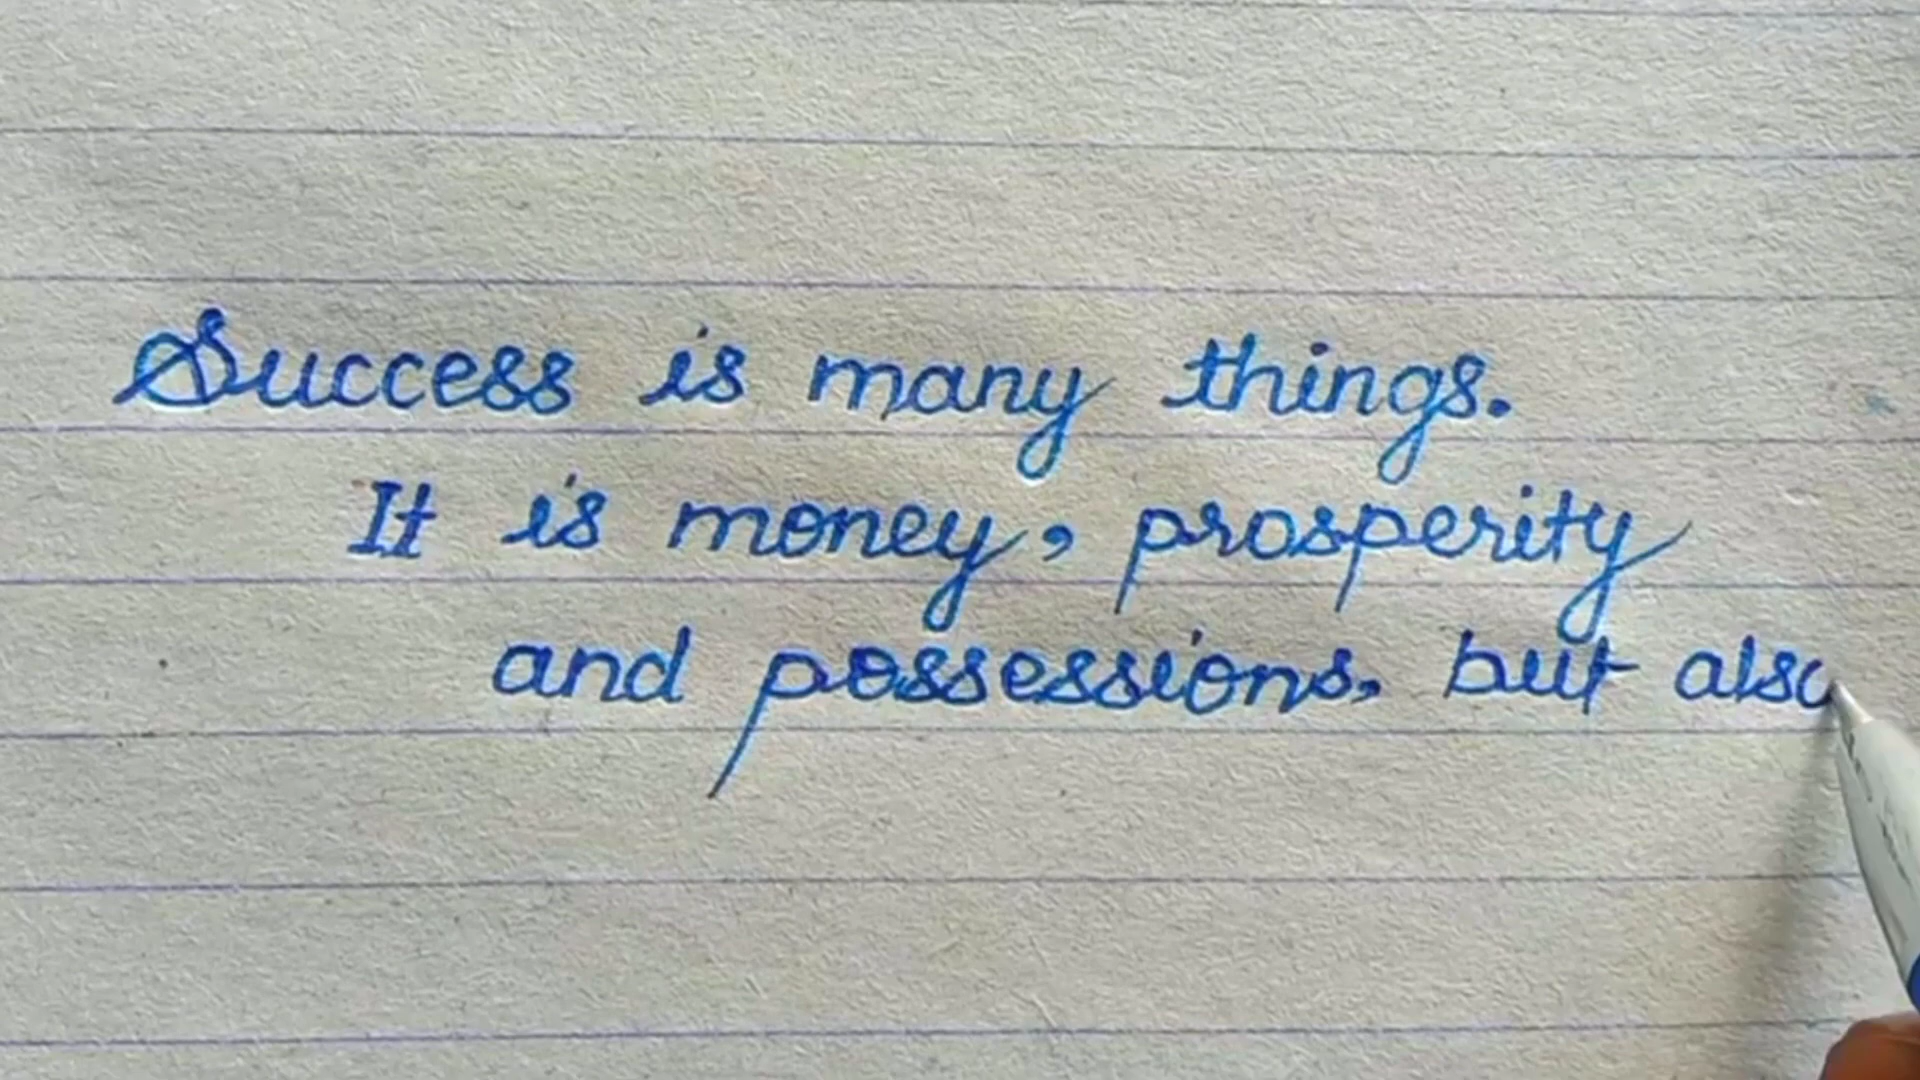 Success is many things.
It is money, prosperity
and possessions, but also